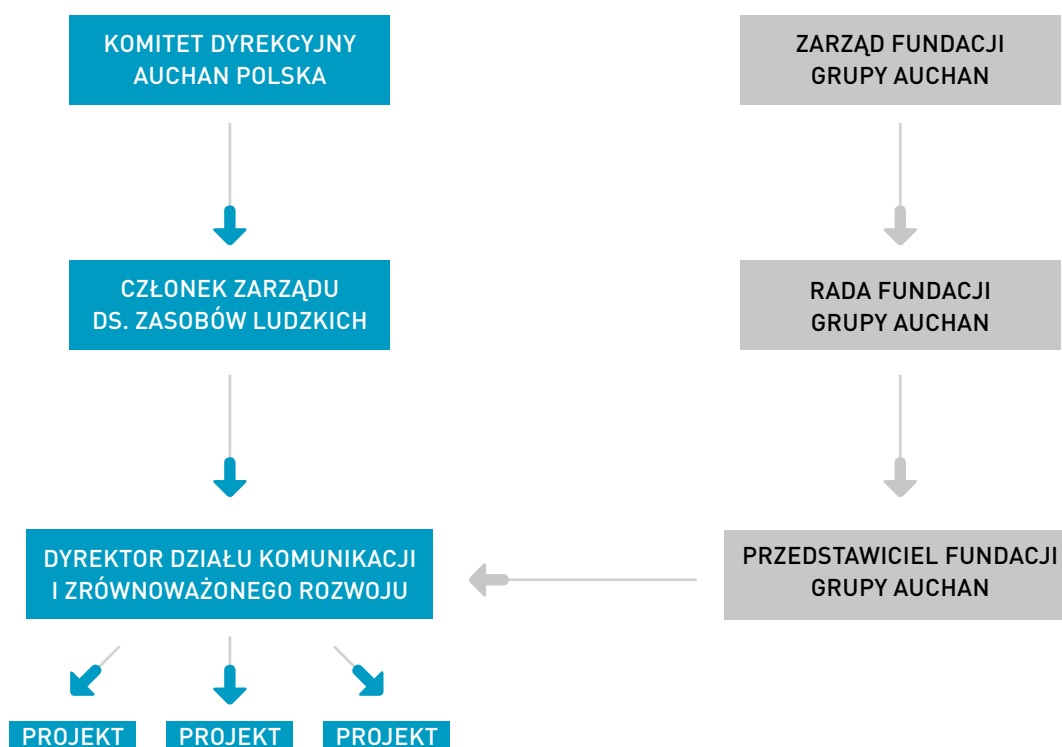 KOMITET DYREKCYJNY
AUCHAN POLSKA
ZARZĄD FUNDACJI
GRUPY AUCHAN
CZŁONEK ZARZĄDU
DS. ZASOBÓW LUDZKICH
RADA FUNDACJI
GRUPY AUCHAN
DYREKTOR DZIAŁU KOMUNIKACJI
I ZRÓWNOWAŻONEGO ROZWOJU
PRZEDSTAWICIEL FUNDACJI
GRUPY AUCHAN
PROJEKT
PROJEKT
PROJEKT